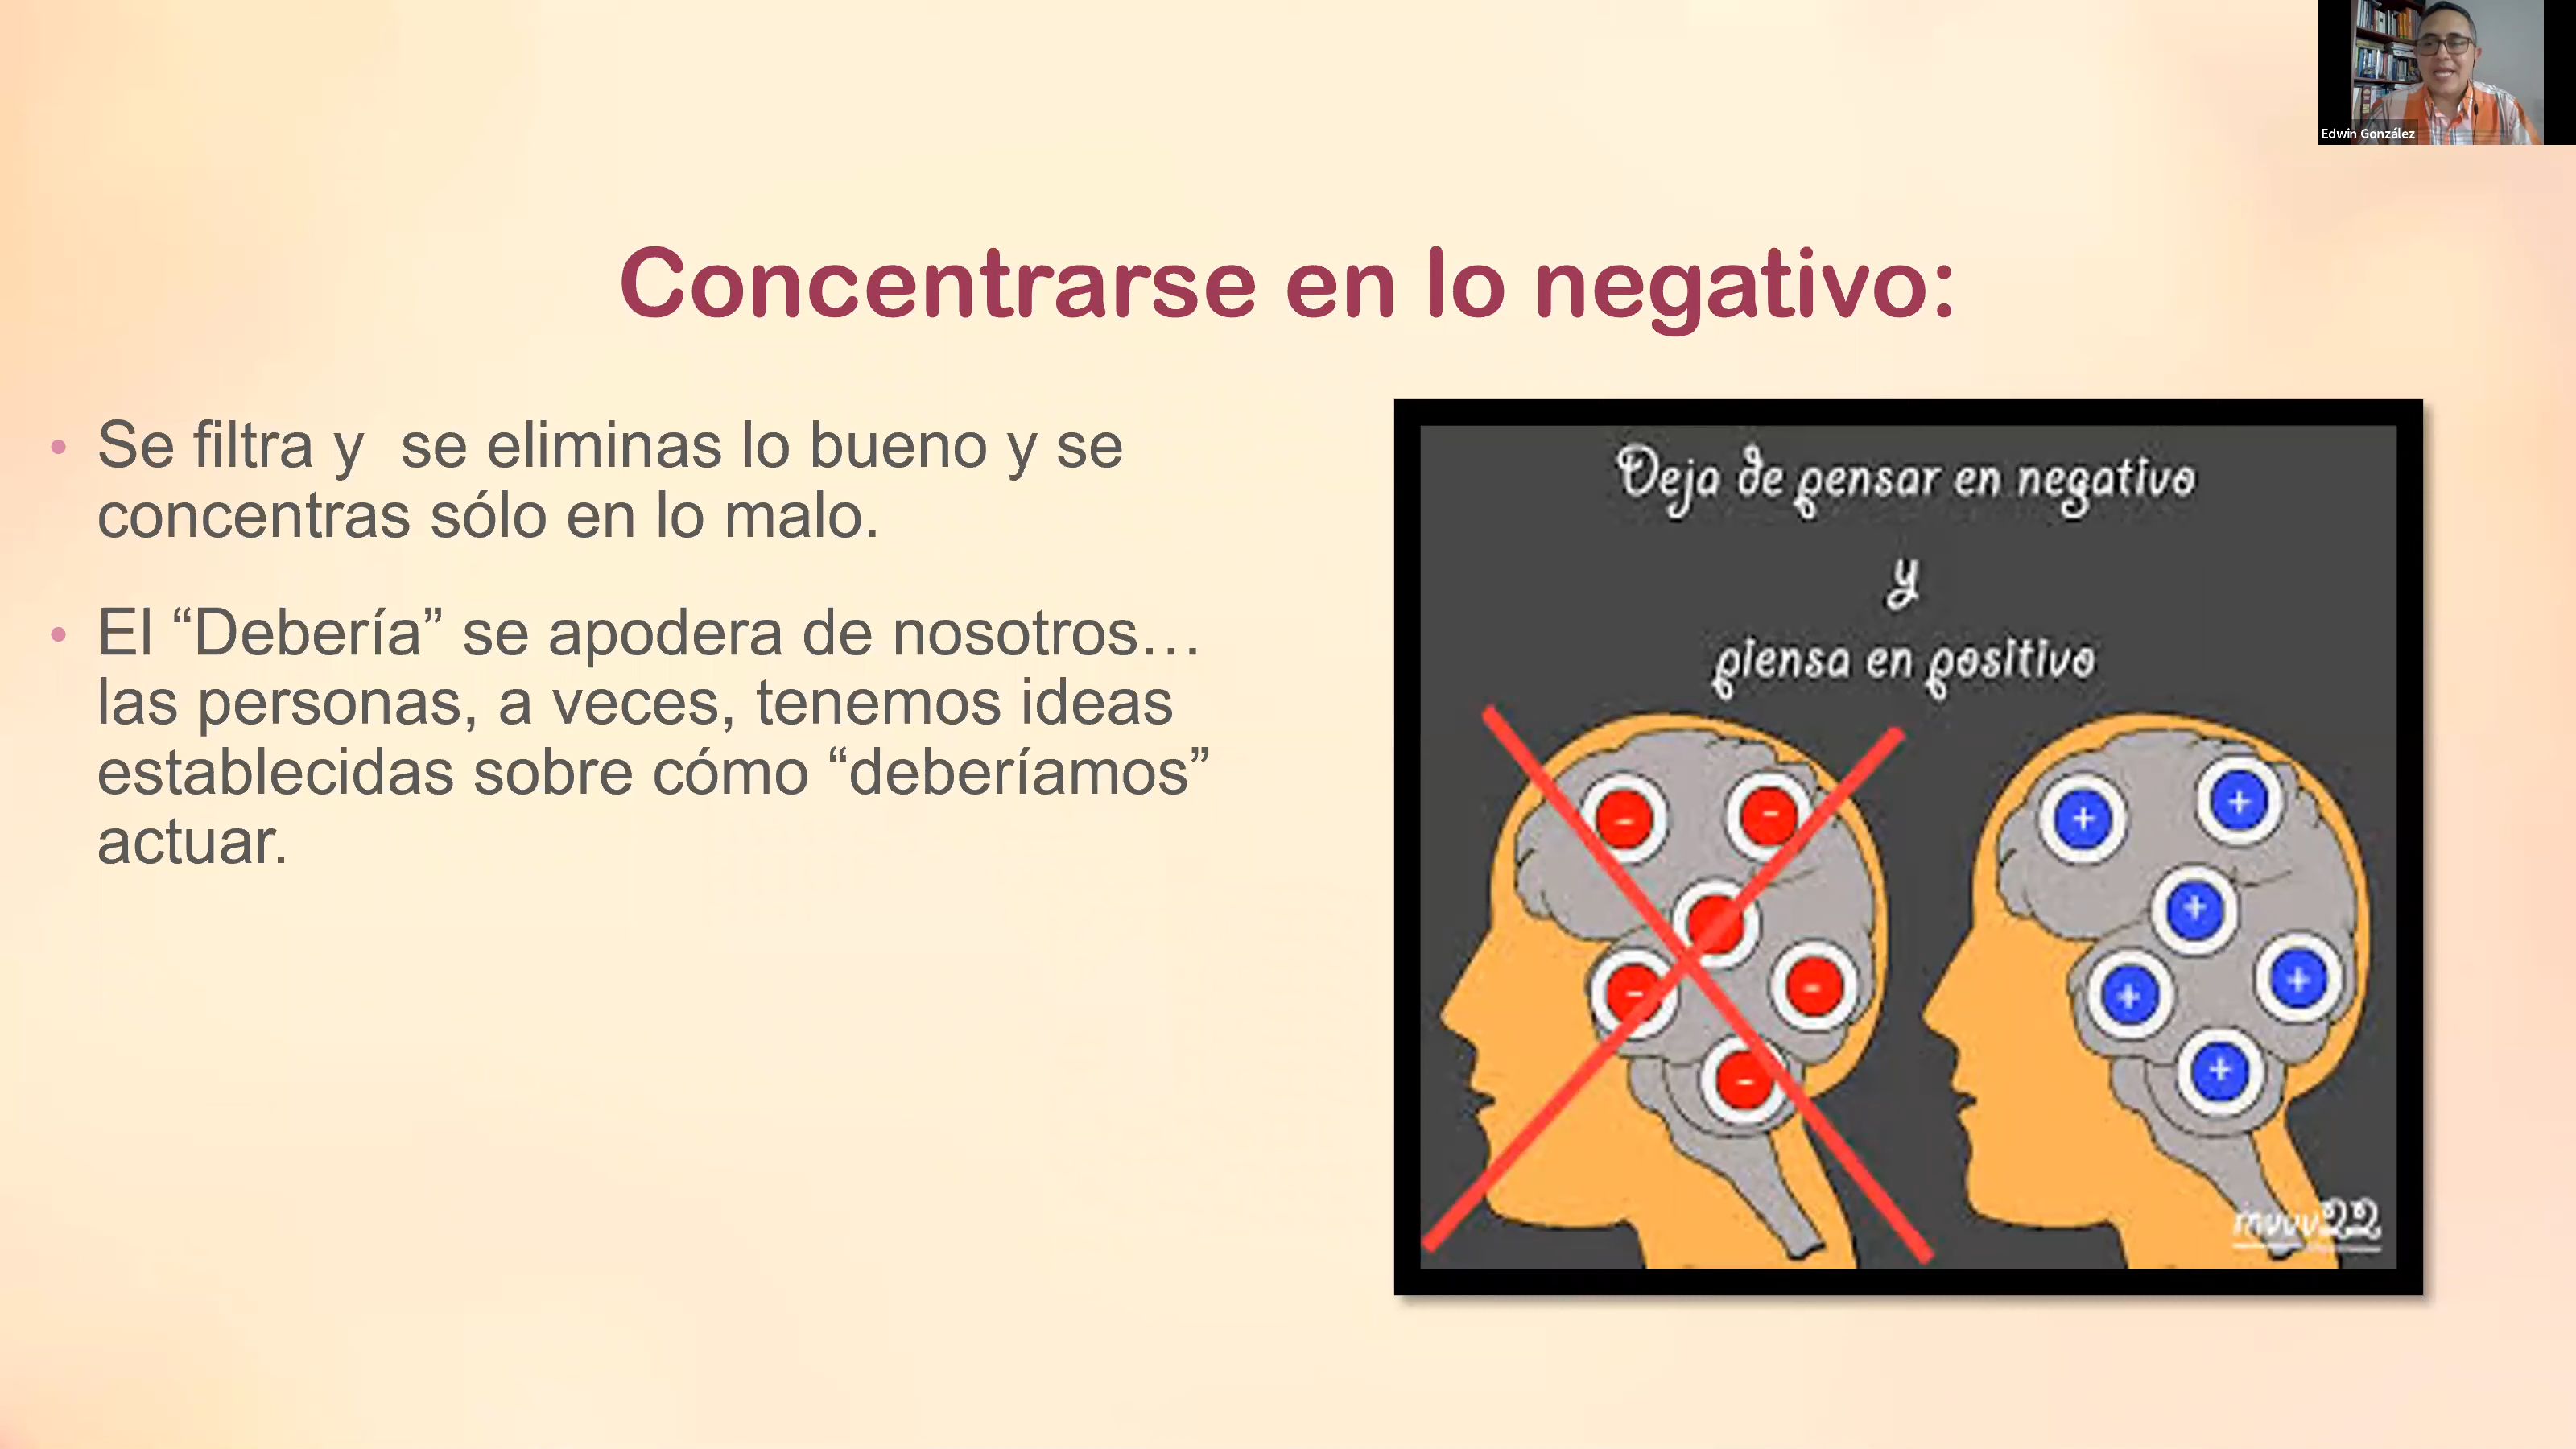 Edwin González
Concentrarse en lo negativo:
• Se filtra y  se eliminas lo bueno y se
concentras sólo en lo malo.
• El “Debería” se apodera de nosotros…
las personas, a veces, tenemos ideas
establecidas sobre cómo “deberíamos”
actuar.
Deja de pensar en negativo
y
piensa en positivo